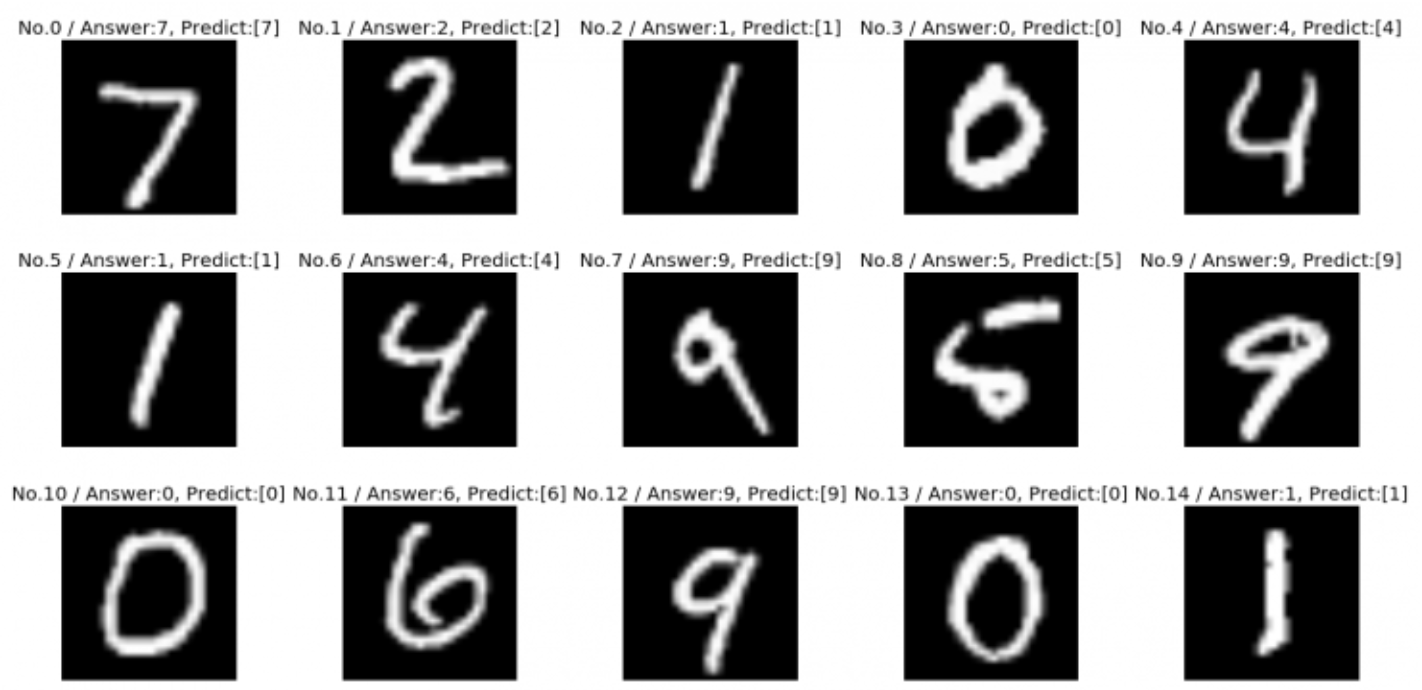 No.0 / Answer:7, Predict:[7] No.1 / Answer:2, Predict:[2] No.2 / Answer:1, Predict:[1] No.3 / Answer:0, Predict:[0] No.4 / Answer:4, Predict:[4]
7 2 1 0 4
No.5 / Answer:1, Predict:[1] No.6 / Answer:4, Predict:[4] No.7 / Answer:9, Predict:[9] No.8 / Answer:5, Predict:[5] No.9 / Answer:9, Predict:[9]
1 4 9 5 9
No.10 / Answer:0, Predict:[0] No.11 / Answer:6, Predict:[6] No.12 / Answer:9, Predict:[9] No.13 / Answer:0, Predict:[0] No.14 / Answer:1, Predict:[1]
0 6 9 0 1